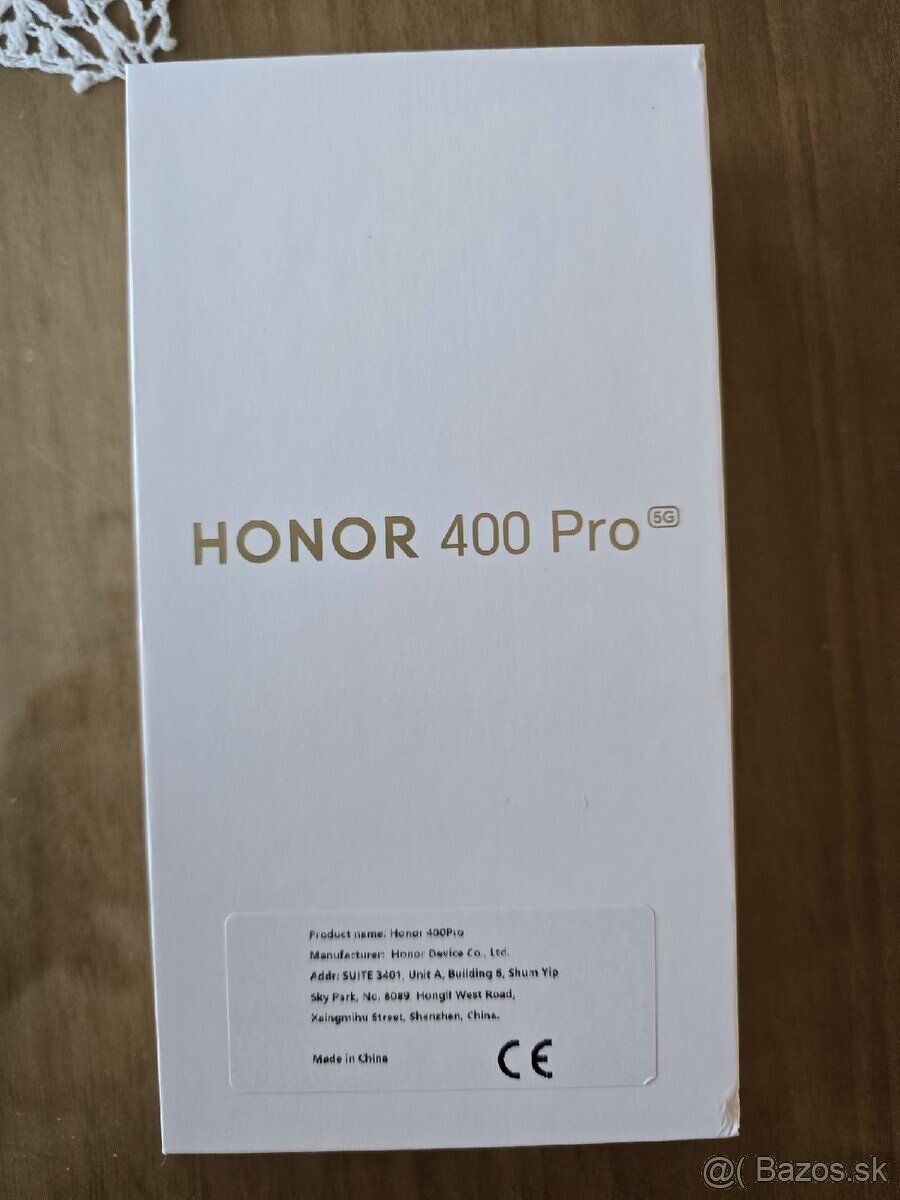 HONOR 400 Pro 5G
Product name: Honor 400Pro
Manufacturer: Honor Device Co., Ltd.
Addr: SUITE 3401, Unit A, Building 6, Shum Yip
Sky Park, No. 8089 Hongli West Road,
Xaingmihu Street, Shenzhen, China.
Made in China
CE
@( Bazos.sk